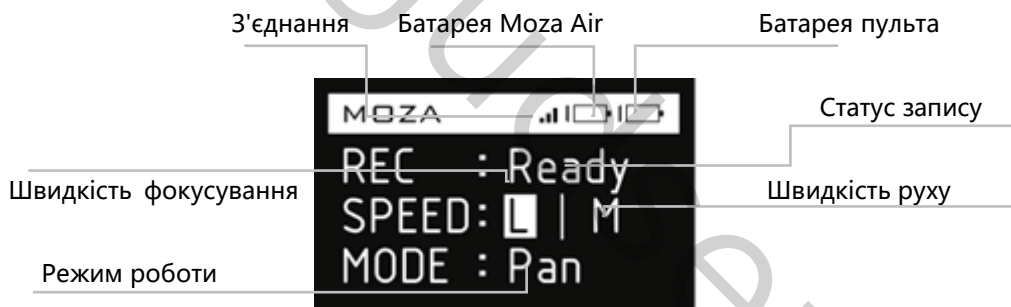 З'єднання Батарея Moza Air Батарея пульта
MOZA
Статус запису
REC : Ready
Швидкість фокусування
Швидкість руху
SPEED: L | M
Режим роботи
MODE : Pan